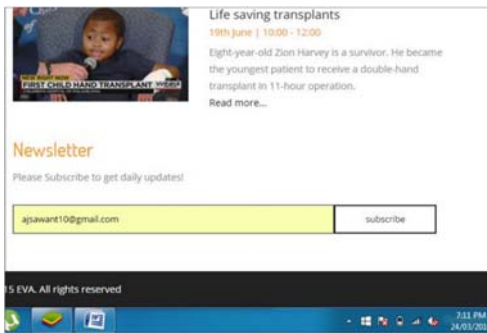 Life saving transplants
19th June | 10:00 - 12:00
Eight-year-old Zion Harvey is a survivor. He became
the youngest patient to receive a double-hand
transplant in 11-hour operation.
Read more...
NEW RIGHT NOW
FIRST CHILD HAND TRANSPLANT
Newsletter
Please Subscribe to get daily updates!
ajsawant10@gmail.com
subscribe
15 EVA. All rights reserved
7:11 PM
24/03/201